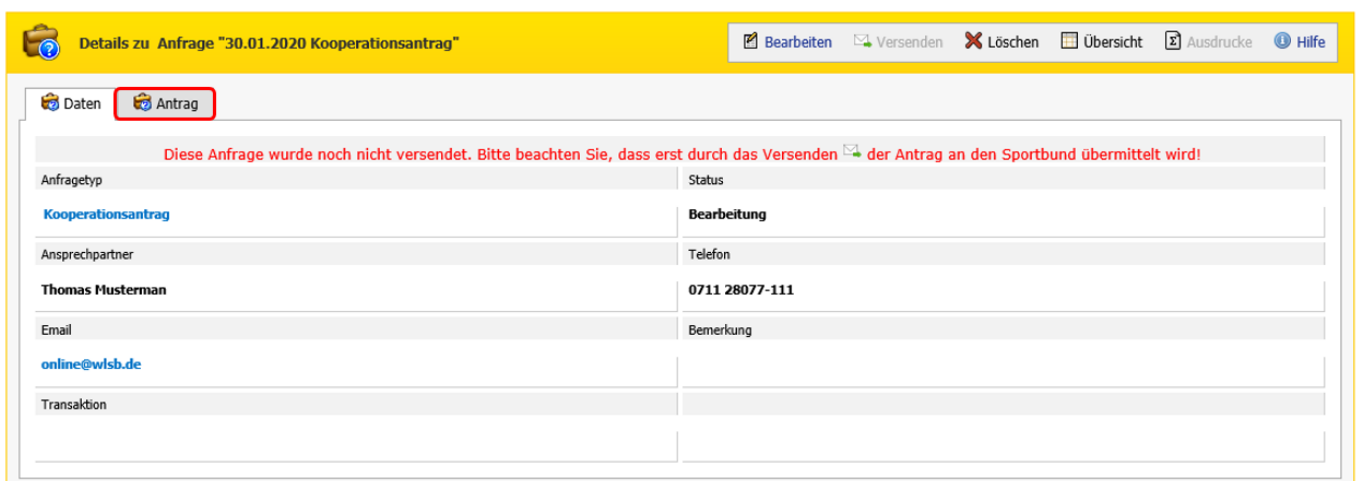 Details zu Anfrage "30.01.2020 Kooperationsantrag"
Bearbeiten Versenden Löschen Übersicht Ausdrucke Hilfe
Daten Antrag
Diese Anfrage wurde noch nicht versendet. Bitte beachten Sie, dass erst durch das Versenden der Antrag an den Sportbund übermittelt wird!
Anfragetyp Status
Kooperationsantrag Bearbeitung
Ansprechpartner Telefon
Thomas Musterman 0711 28077-111
Email Bemerkung
online@wlsb.de
Transaktion